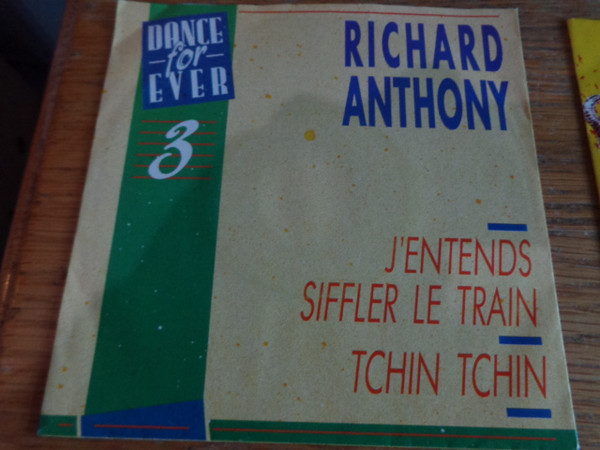 DANCE
for
EVER
3
RICHARD
ANTHONY
J'ENTENDS
SIFFLER LE TRAIN
TCHIN TCHIN